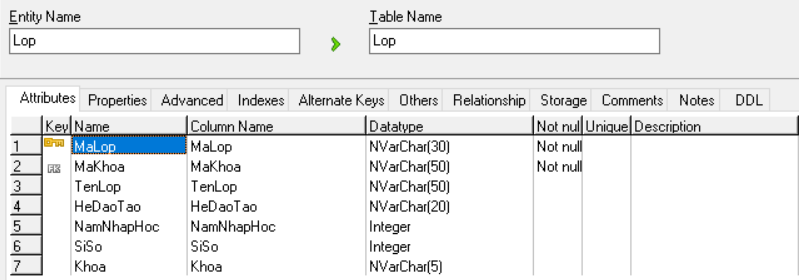 Entity Name Table Name
Lop Lop
Attributes Properties Advanced Indexes Alternate Keys Others Relationship Storage Comments Notes DDL
Key Name Column Name Datatype Not nul Unique Description
1 MaLop MaLop NVarChar(30) Not null
2 FK MaKhoa MaKhoa NVarChar(50) Not null
3 TenLop TenLop NVarChar(50)
4 HeDaoTao HeDaoTao NVarChar(20)
5 NamNhapHoc NamNhapHoc Integer
6 SiSo SiSo Integer
7 Khoa Khoa NVarChar(5)